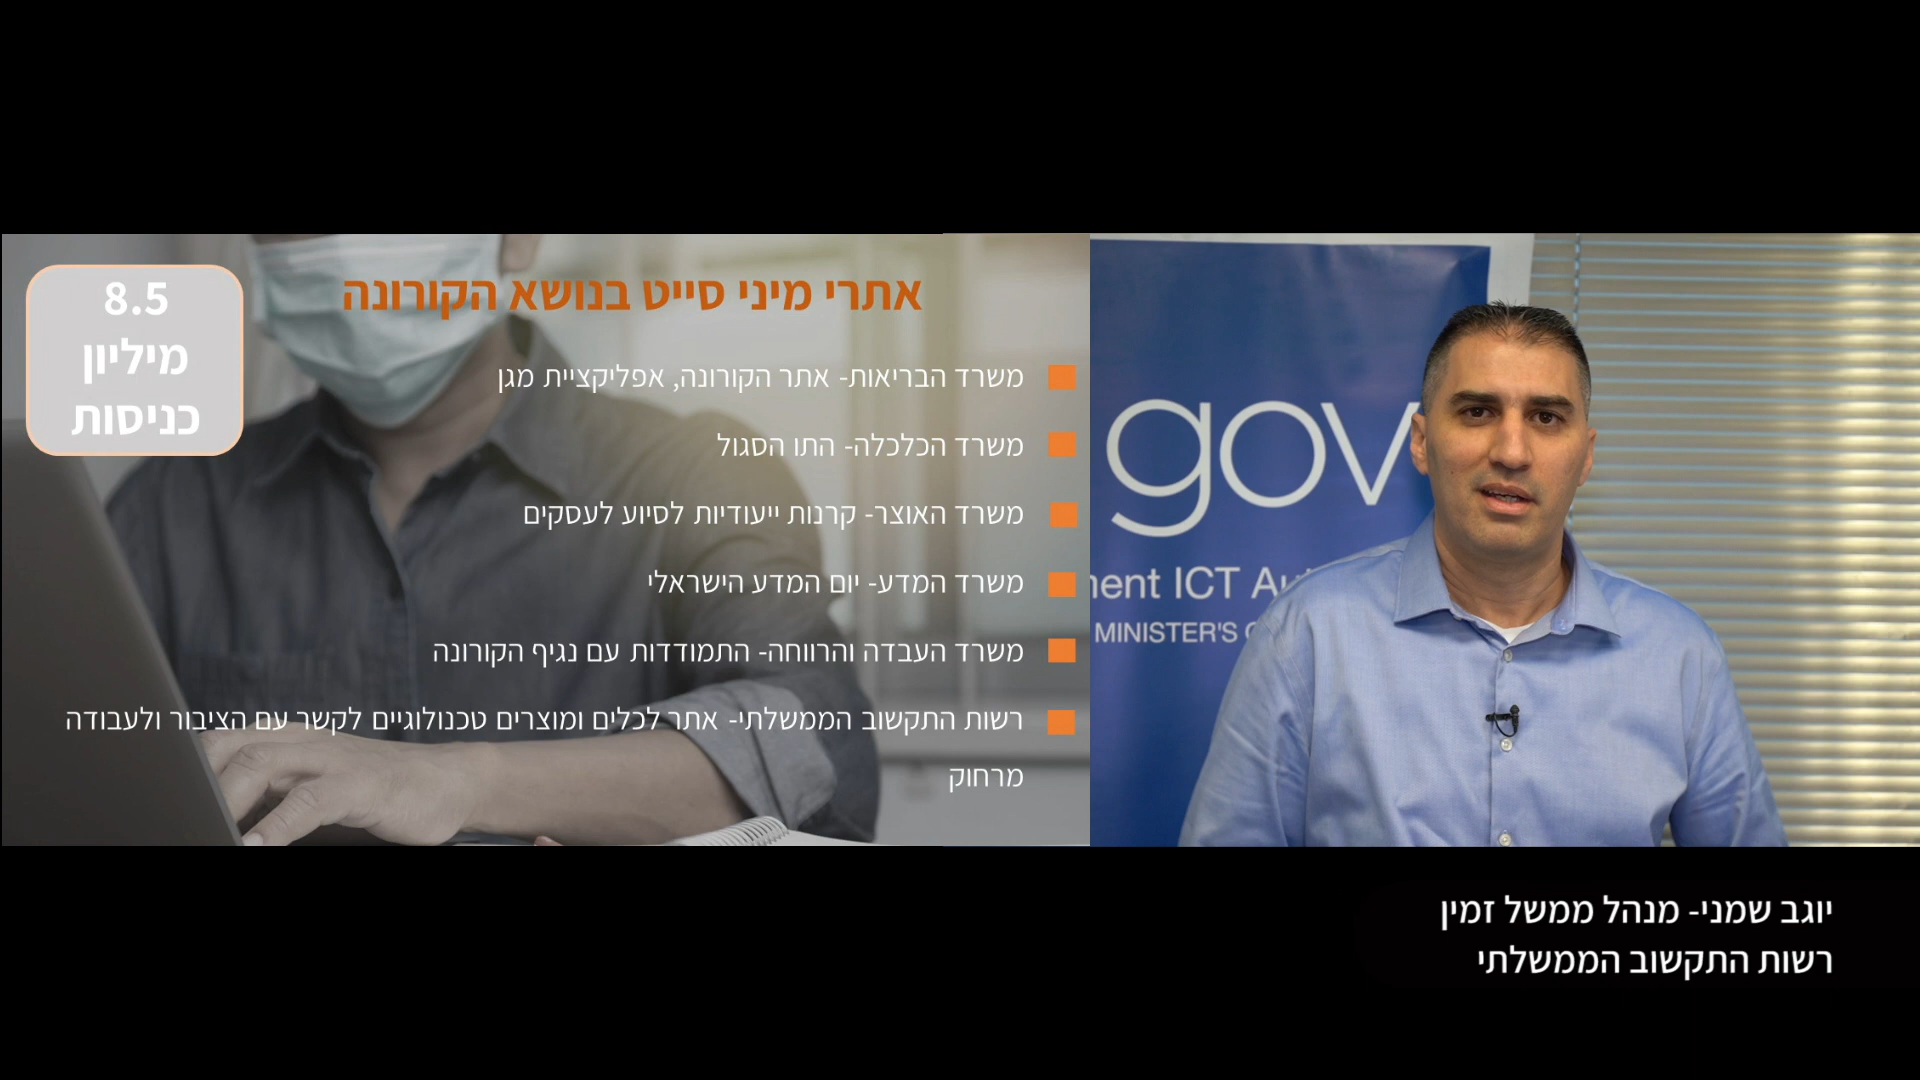 אתרי מיני סייט בנושא הקורונה
8.5
מיליון
כניסות
משרד הבריאות- אתר הקורונה, אפליקציית מגן
משרד הכלכלה- התו הסגול
משרד האוצר- קרנות ייעודיות לסיוע לעסקים
משרד המדע- יום המדע הישראלי
משרד העבדה והרווחה- התמודדות עם נגיף הקורונה
רשות התקשוב הממשלתי- אתר לכלים ומוצרים טכנולוגיים לקשר עם הציבור ולעבודה
מרחוק
gov
ICT
MINISTER'S
יוגב שמני- מנהל ממשל זמין
רשות התקשוב הממשלתי